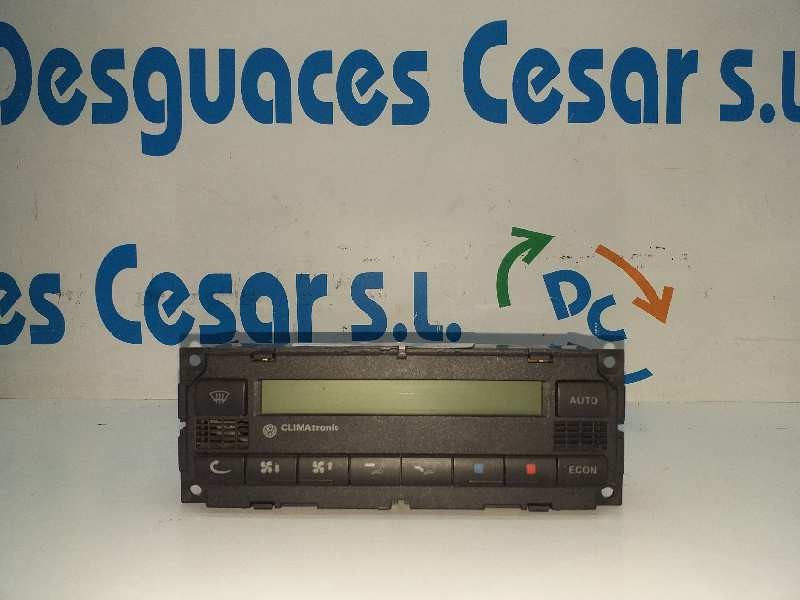 Desguaces Cesar s.L
es Cesar S.L.
DC
AUTO
CLIMAtronic
ECON